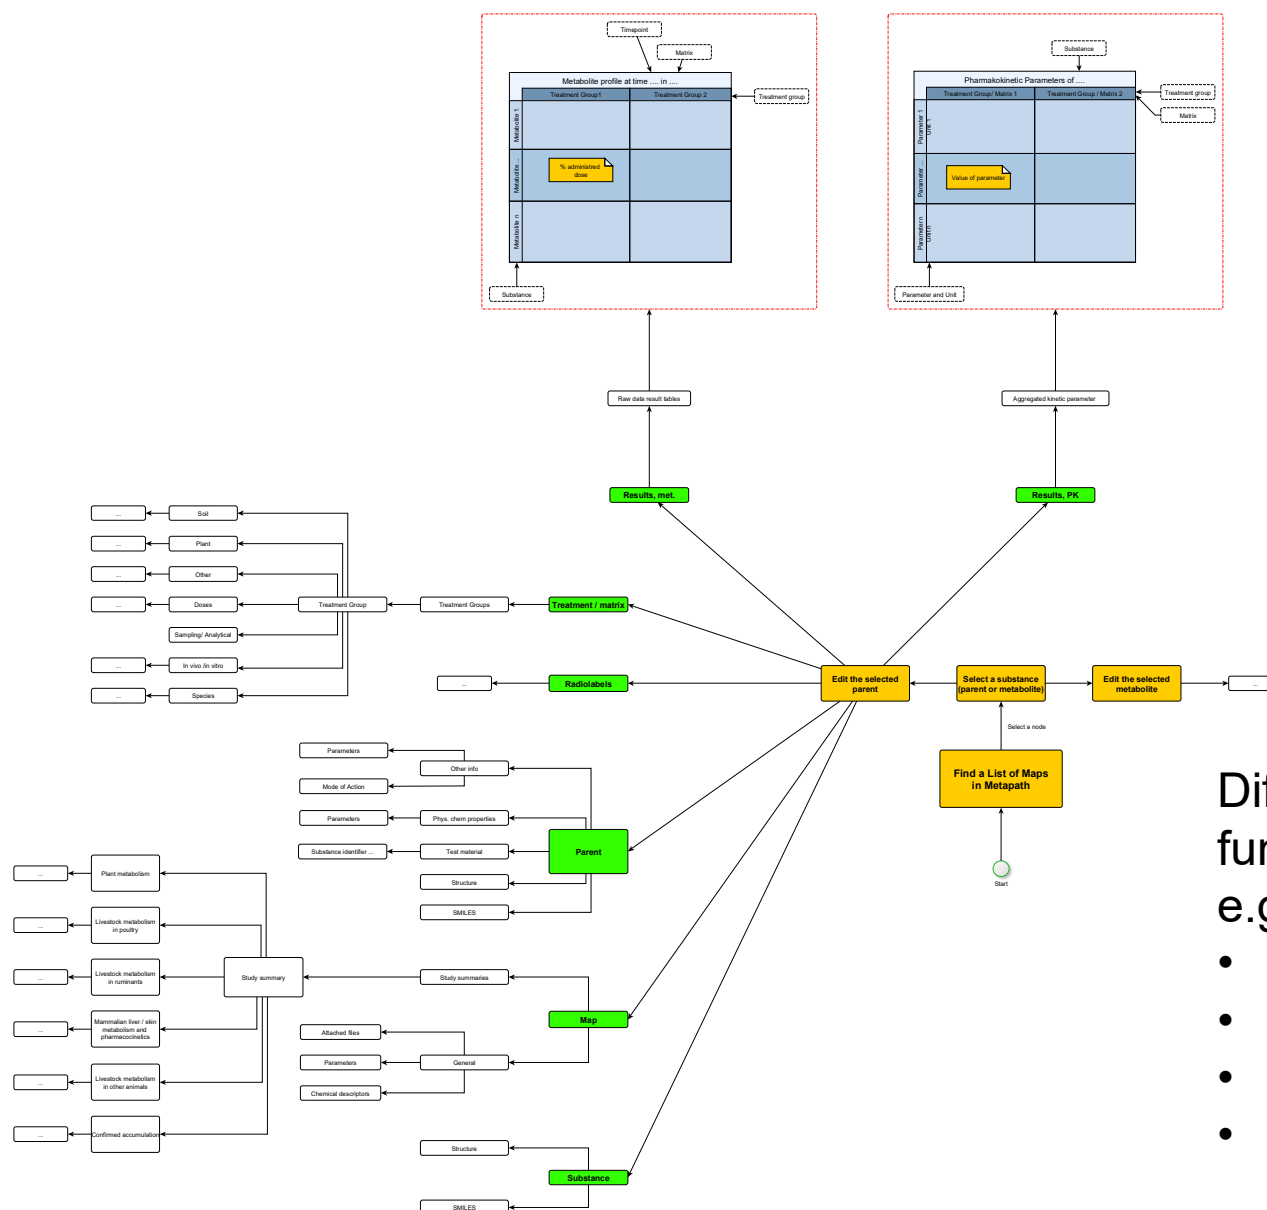 Timepoint
Matrix
Metabolite profile at time .... in ....
Treatment Group1
Treatment Group 2
Treatment group
Metabolite 1
Metabolite ...
Metabolite n
% administred
dose
Substance
Substance
Pharmakokinetic Parameters of ....
Treatment Group/ Matrix 1
Treatment Group / Matrix 2
Treatment group
Matrix
Parameter 1
Unit 1
Parameter ...
Parameter n
Unit n
Value of parameter
Parameter and Unit
Raw data result tables
Aggregated kinetic parameter
Results, met.
Results, PK
...
Soil
...
Plant
...
Other
...
Doses
Treatment Group
Treatment Groups
Treatment / matrix
Sampling/ Analytical
...
In vivo /in vitro
...
Species
...
Radiolabels
Edit the selected
parent
Select a substance
(parent or metabolite)
Edit the selected
metabolite
...
Select a node
Find a List of Maps
in Metapath
Start
Parameters
Other info
Mode of Action
Parameters
Phys. chem properties
Parent
Substance identifier ...
Test material
Structure
SMILES
...
Plant metabolism
...
Livestock metabolism
in poultry
...
Livestock metabolism
in ruminants
Study summary
Study summaries
...
Mammalian liver / skin
metabolism and
pharmacocinetics
Map
Attached files
Parameters
General
Chemical descriptors
...
Livestock metabolism
in other animals
...
Confirmed accumulation
Structure
Substance
SMILES
e.g
•
•
•
•